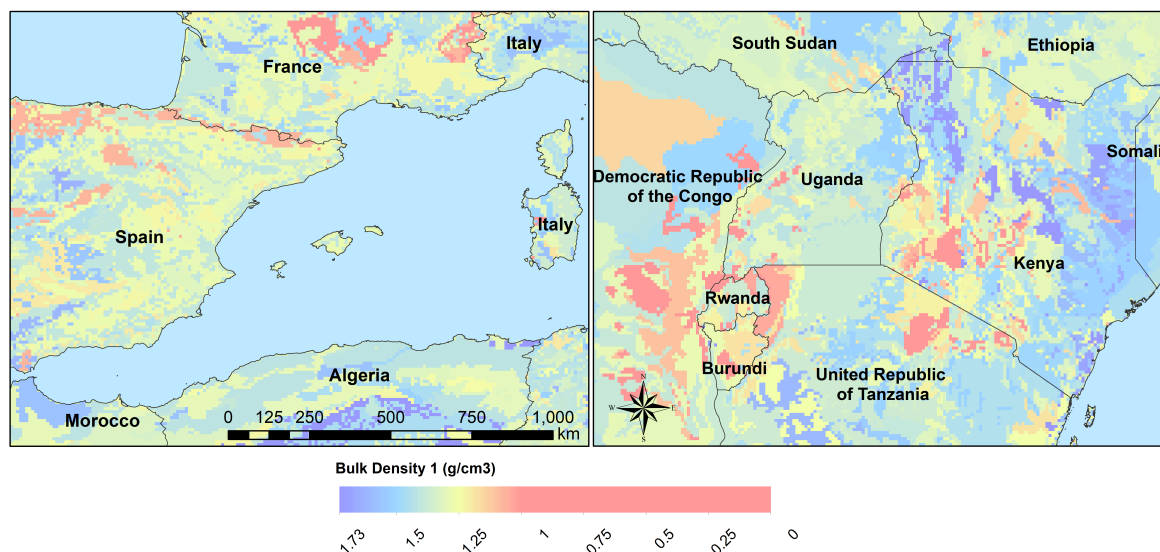 Italy
France
Spain
Italy
Algeria
Morocco
0 125 250 500 750 1,000
km
South Sudan
Ethiopia
Somali
Democratic Republic
of the Congo
Uganda
Kenya
Rwanda
Burundi
United Republic
of Tanzania
N
W E
S
Bulk Density 1 (g/cm3)
1.73 1.5 1.25 1 0.75 0.5 0.25 0